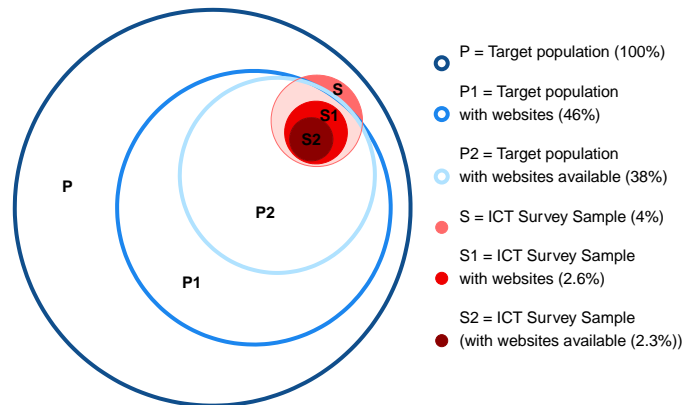 P = Target population (100%)
P1 = Target population
with websites (46%)
P2 = Target population
with websites available (38%)
S = ICT Survey Sample (4%)
S1 = ICT Survey Sample
with websites (2.6%)
S2 = ICT Survey Sample
(with websites available (2.3%))
S
S1
S2
P
P2
P1